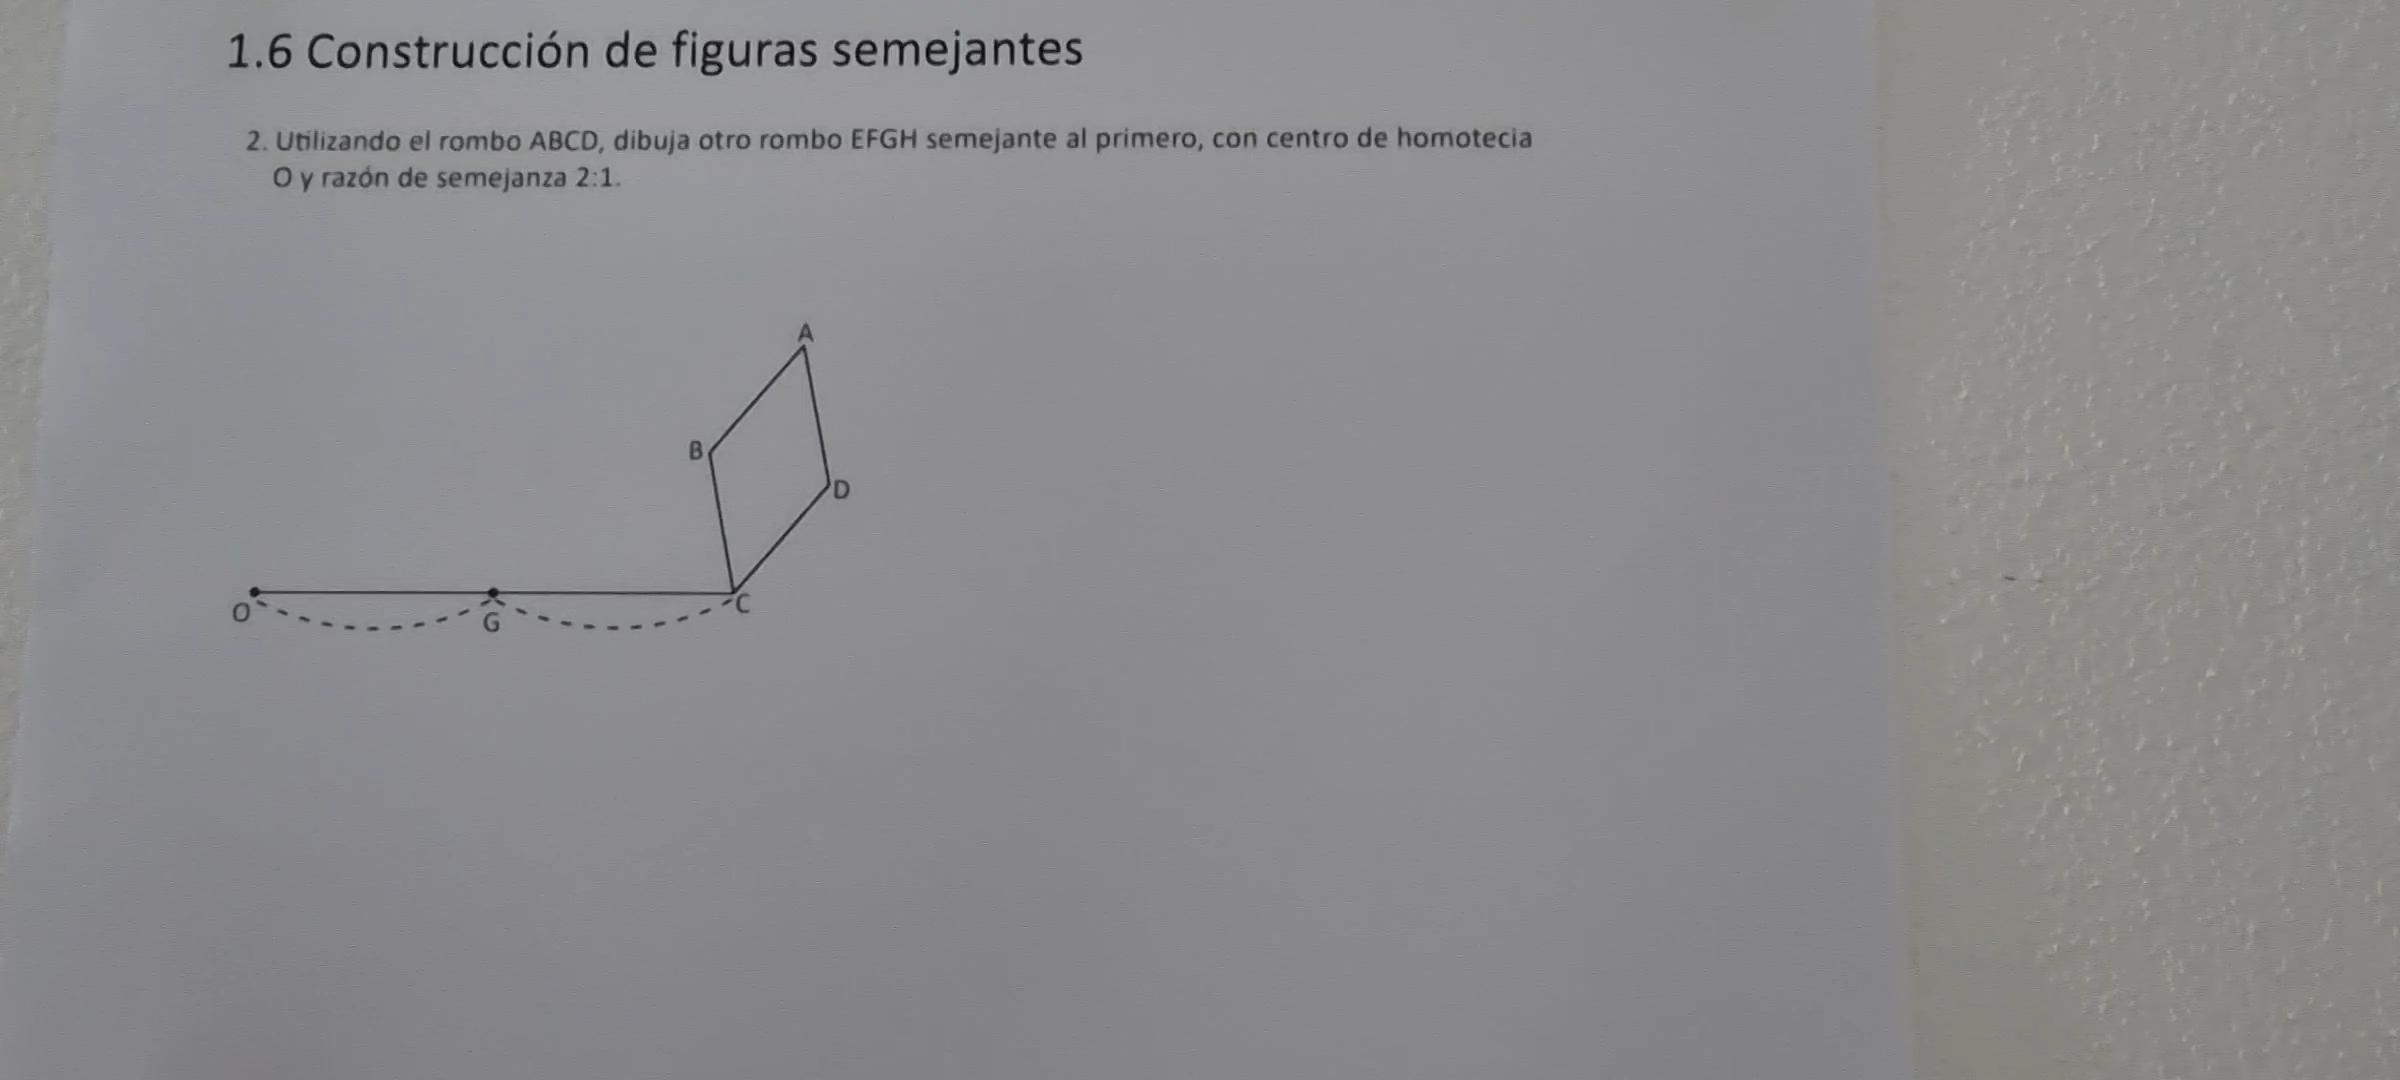 1.6 Construcción de figuras semejantes
2. Utilizando el rombo ABCD, dibuja otro rombo EFGH semejante al primero, con centro de homotecia
O y razón de semejanza 2:1.
A
B
D
O
G
C